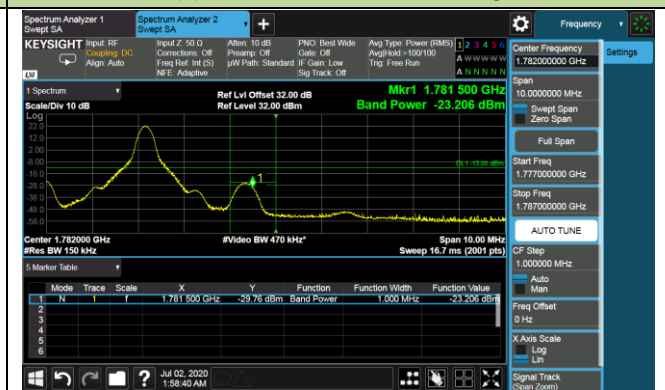 Spectrum Analyzer 1
Swept SA
Spectrum Analyzer 2
Swept SA
+
Frequency
KEYSIGHT
Input: RF
Coupling: DC
Align: Auto
Input Z: 50 Ω
Corrections: Off
Freq Ref: Int (S)
NFE: Adaptive
Atten: 10 dB
Preamp: Off
µW Path: Standard
PNO: Best Wide
Gate: Off
IF Gain: Low
Sig Track: Off
Avg Type: Power (RMS)
Avg|Hold:>100/100
Trig: Free Run
1 2 3 4 5 6
A W W W W W
A N N N N N
LV
1 Spectrum
Scale/Div 10 dB
Ref Lvl Offset 32.00 dB
Ref Level 32.00 dBm
Mkr1 1.781 500 GHz
Band Power -23.206 dBm
Log
22.0
12.0
2.00
-8.00
-18.0
-28.0
-38.0
-48.0
-58.0
DL1 -13.00 dBm
1
Center 1.782000 GHz
#Res BW 150 kHz
#Video BW 470 kHz*
Span 10.00 MHz
Sweep 16.7 ms (2001 pts)
5 Marker Table
Mode Trace Scale X Y Function Function Width Function Value
1 N 1 f 1.781 500 GHz -29.76 dBm Band Power 1.000 MHz -23.206 dBm
2
3
4
5
6
Jul 02, 2020
1:58:40 AM
Center Frequency
1.782000000 GHz
Settings
Span
10.0000000 MHz
Swept Span
Zero Span
Full Span
Start Freq
1.777000000 GHz
Stop Freq
1.787000000 GHz
AUTO TUNE
CF Step
1.000000 MHz
Auto
Man
Freq Offset
0 Hz
X Axis Scale
Log
Lin
Signal Track
(Span Zoom)